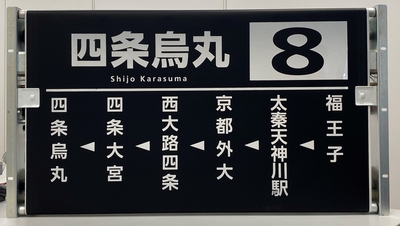 四条烏丸 8
Shijo Karasuma
福王子
◀
太秦天神川駅
◀
京都外大
◀
西大路四条
◀
四条大宮
◀
四条烏丸